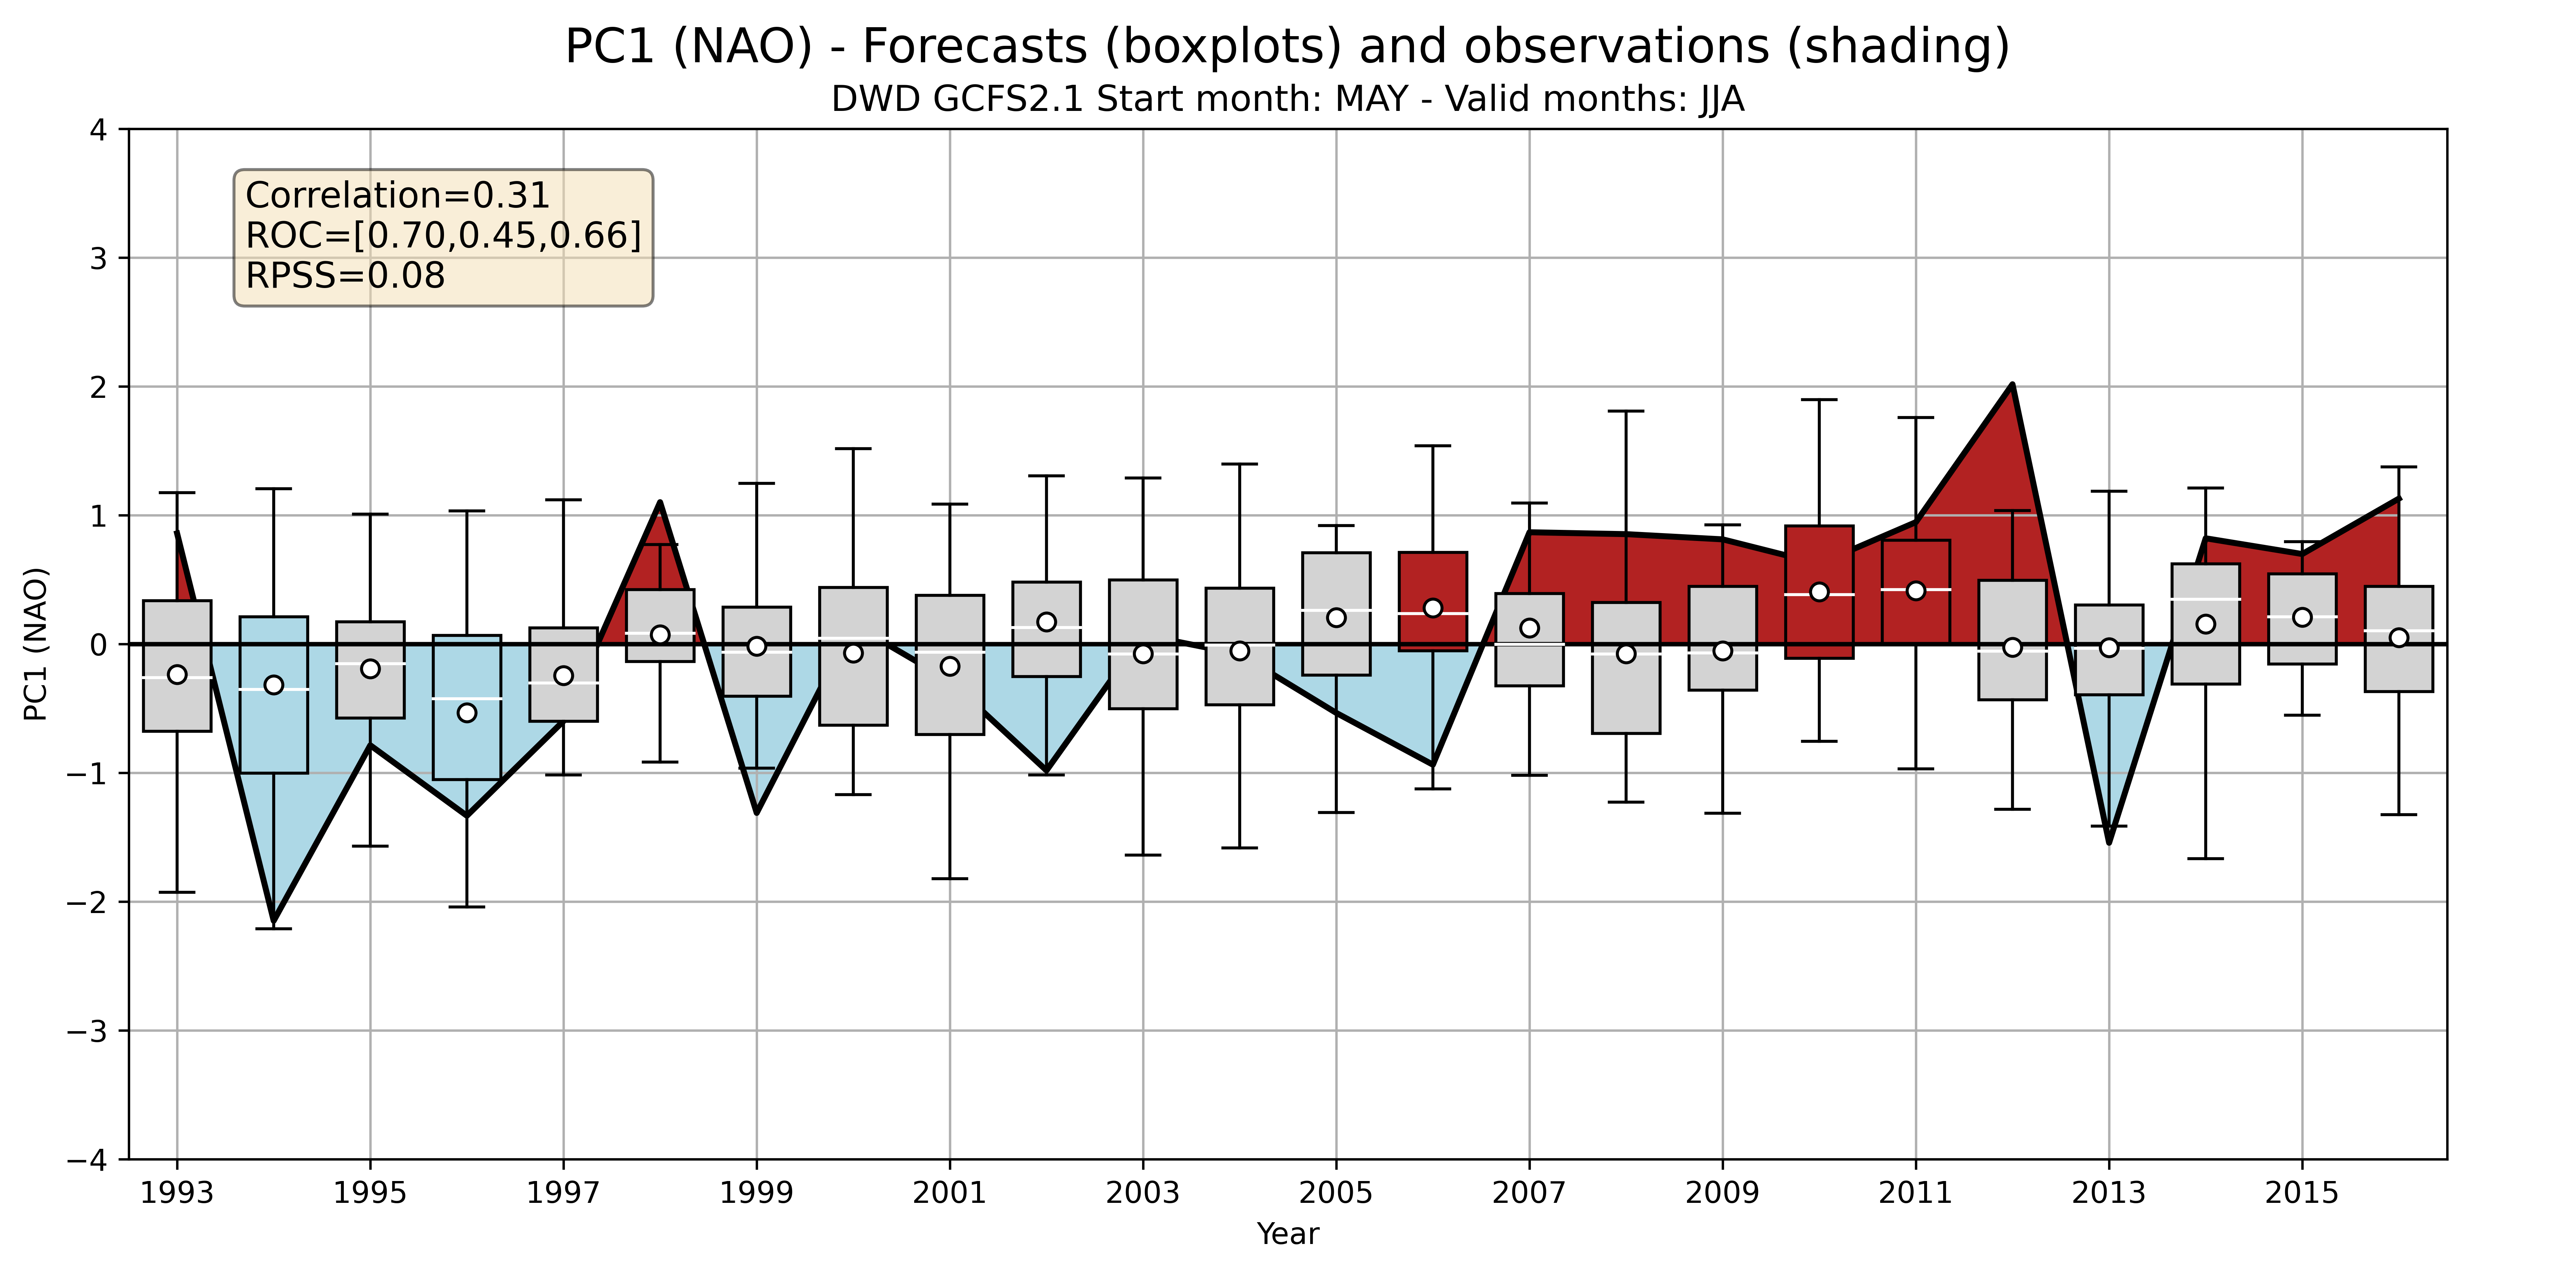 PC1 (NAO) - Forecasts (boxplots) and observations (shading)
DWD GCFS2.1 Start month: MAY - Valid months: JJA
Correlation=0.31
ROC=[0.70,0.45,0.66]
RPSS=0.08
PC1 (NAO)
4
3
2
1
0
−1
−2
−3
−4
1993 1995 1997 1999 2001 2003 2005 2007 2009 2011 2013 2015
Year